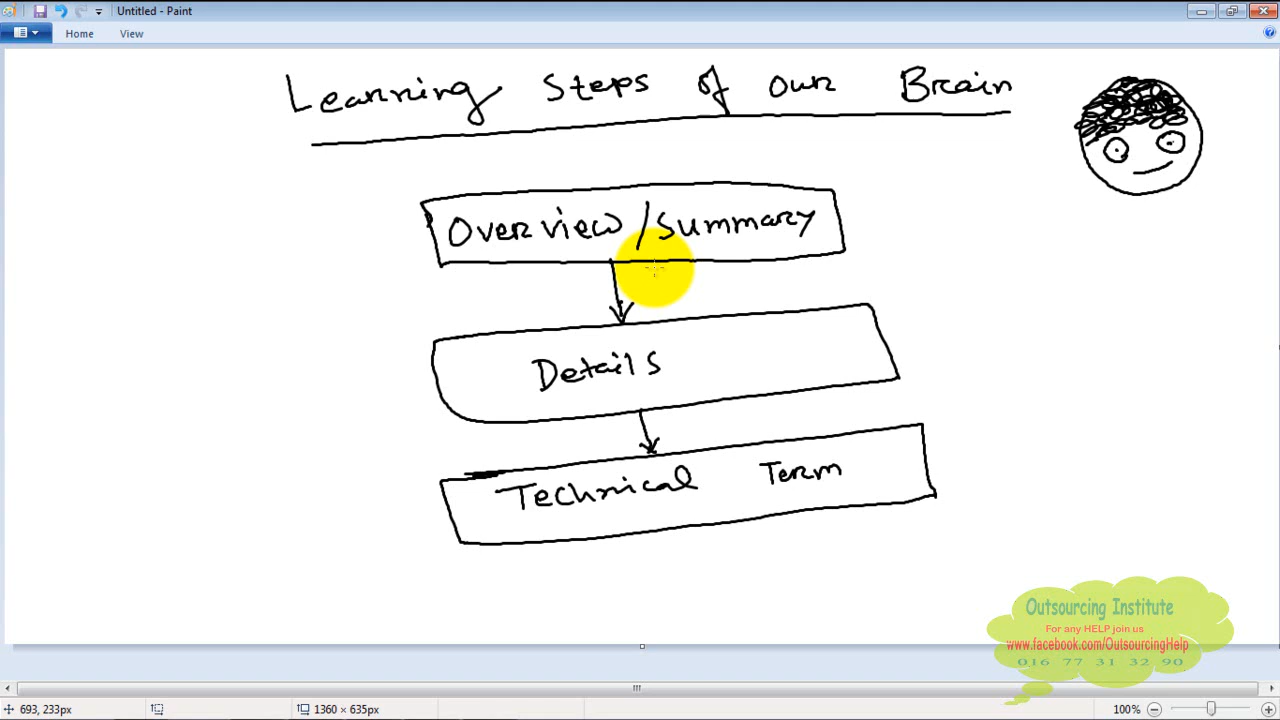 Untitled - Paint
Home View
Learning Steps of our Brain
Overview/Summary
Details
Technical Term
Outsourcing Institute
For any HELP join us
www.facebook.com/OutsourcingHelp
016 77 31 32 90
693, 233px 1360 × 635px 100%